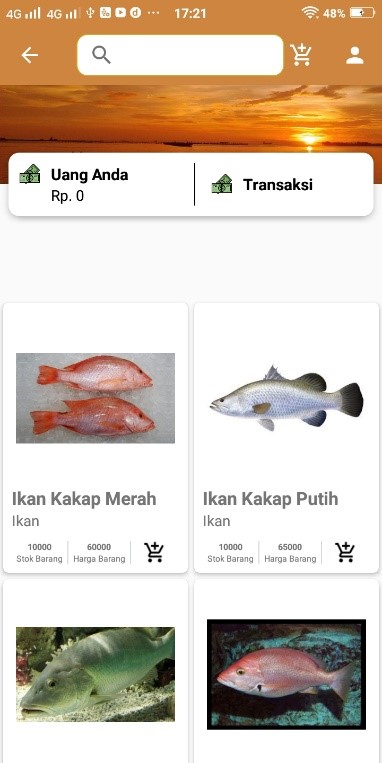 4G 4G ... 17:21 48%
Uang Anda
Rp. 0
Transaksi
Ikan Kakap Merah
Ikan
10000 60000
Stok Barang Harga Barang
Ikan Kakap Putih
Ikan
10000 65000
Stok Barang Harga Barang